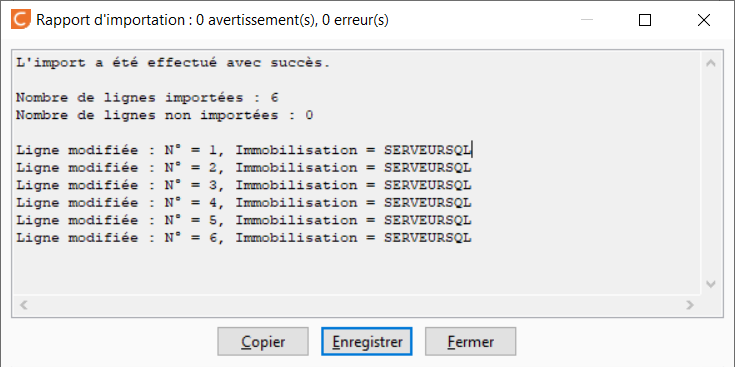 Rapport d'importation : 0 avertissement(s), 0 erreur(s)
L'import a été effectué avec succès.
Nombre de lignes importées : 6
Nombre de lignes non importées : 0
Ligne modifiée : N° = 1, Immobilisation = SERVEURSQL
Ligne modifiée : N° = 2, Immobilisation = SERVEURSQL
Ligne modifiée : N° = 3, Immobilisation = SERVEURSQL
Ligne modifiée : N° = 4, Immobilisation = SERVEURSQL
Ligne modifiée : N° = 5, Immobilisation = SERVEURSQL
Ligne modifiée : N° = 6, Immobilisation = SERVEURSQL
Copier Enregistrer Fermer